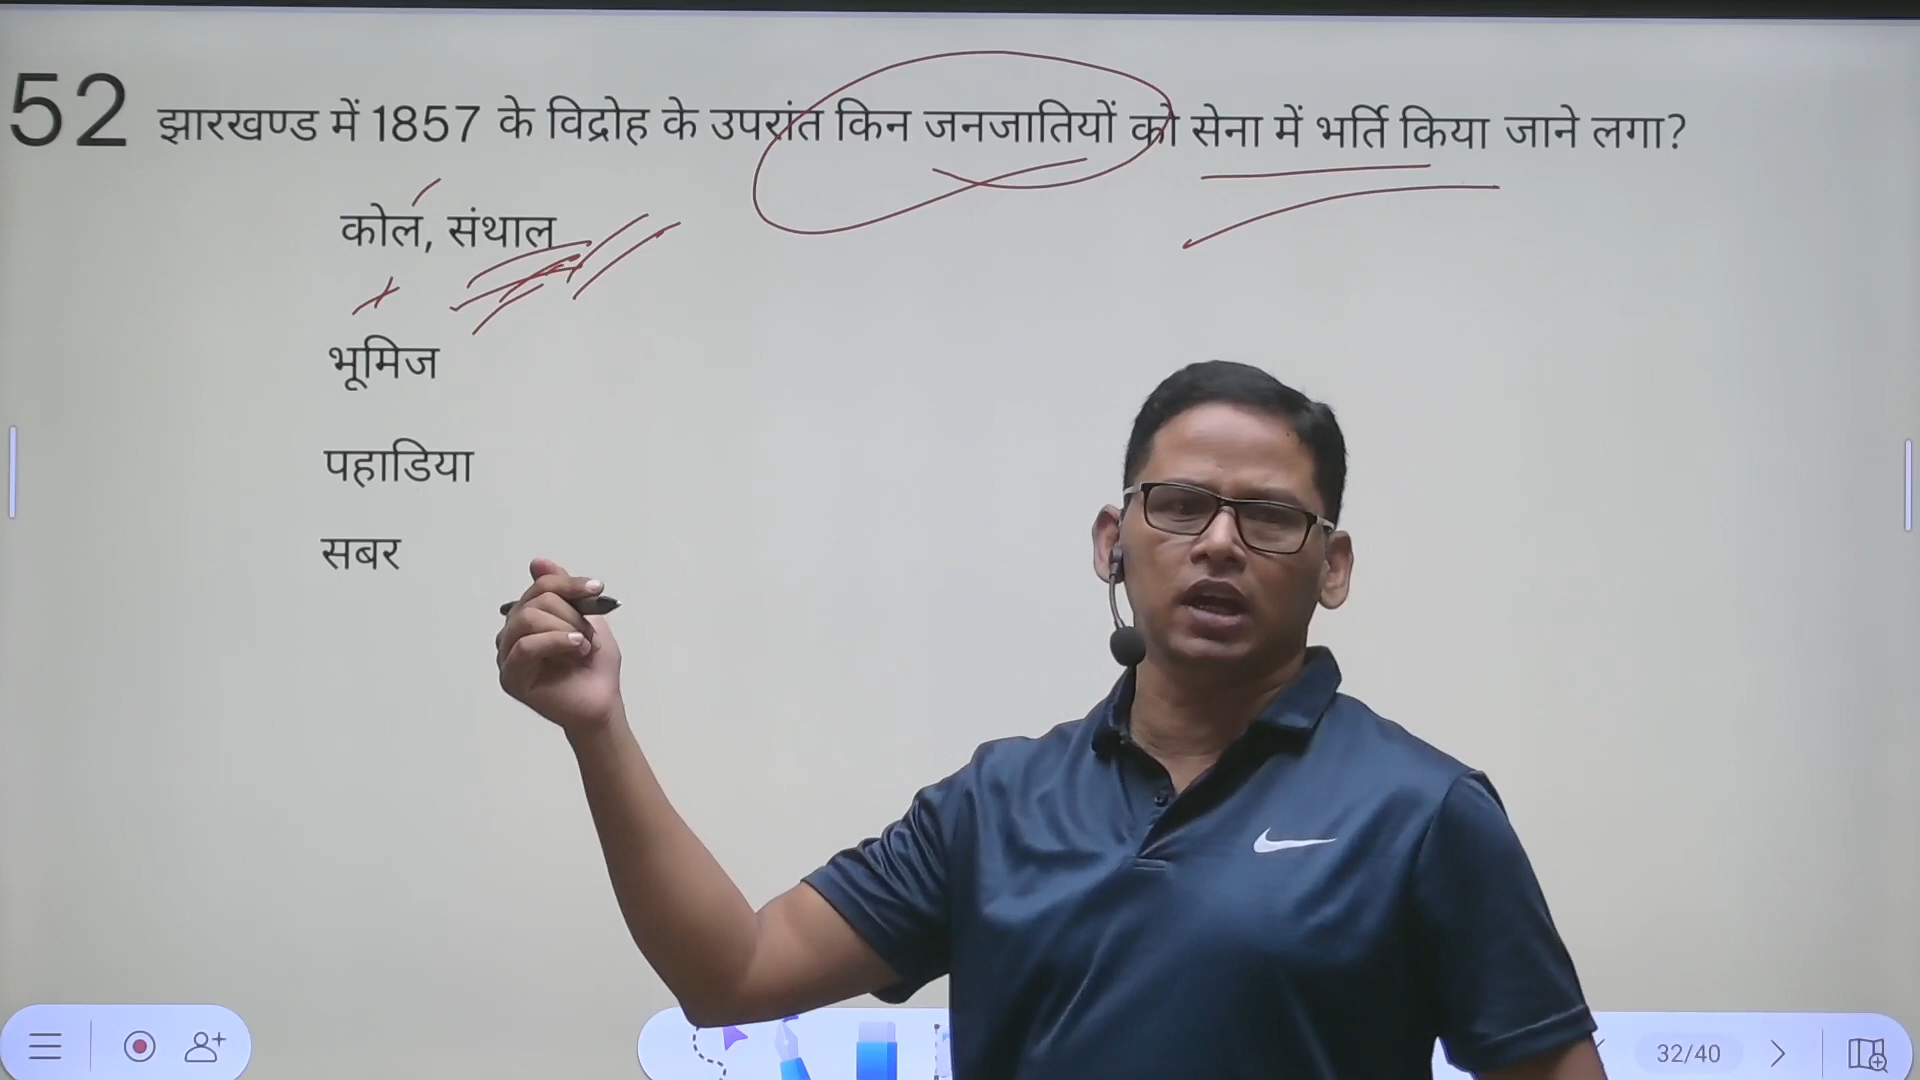 52 झारखण्ड में 1857 के विद्रोह के उपरांत किन जनजातियों को सेना में भर्ति किया जाने लगा?
कोल, संथाल
भूमिज
पहाडिया
सबर
32/40